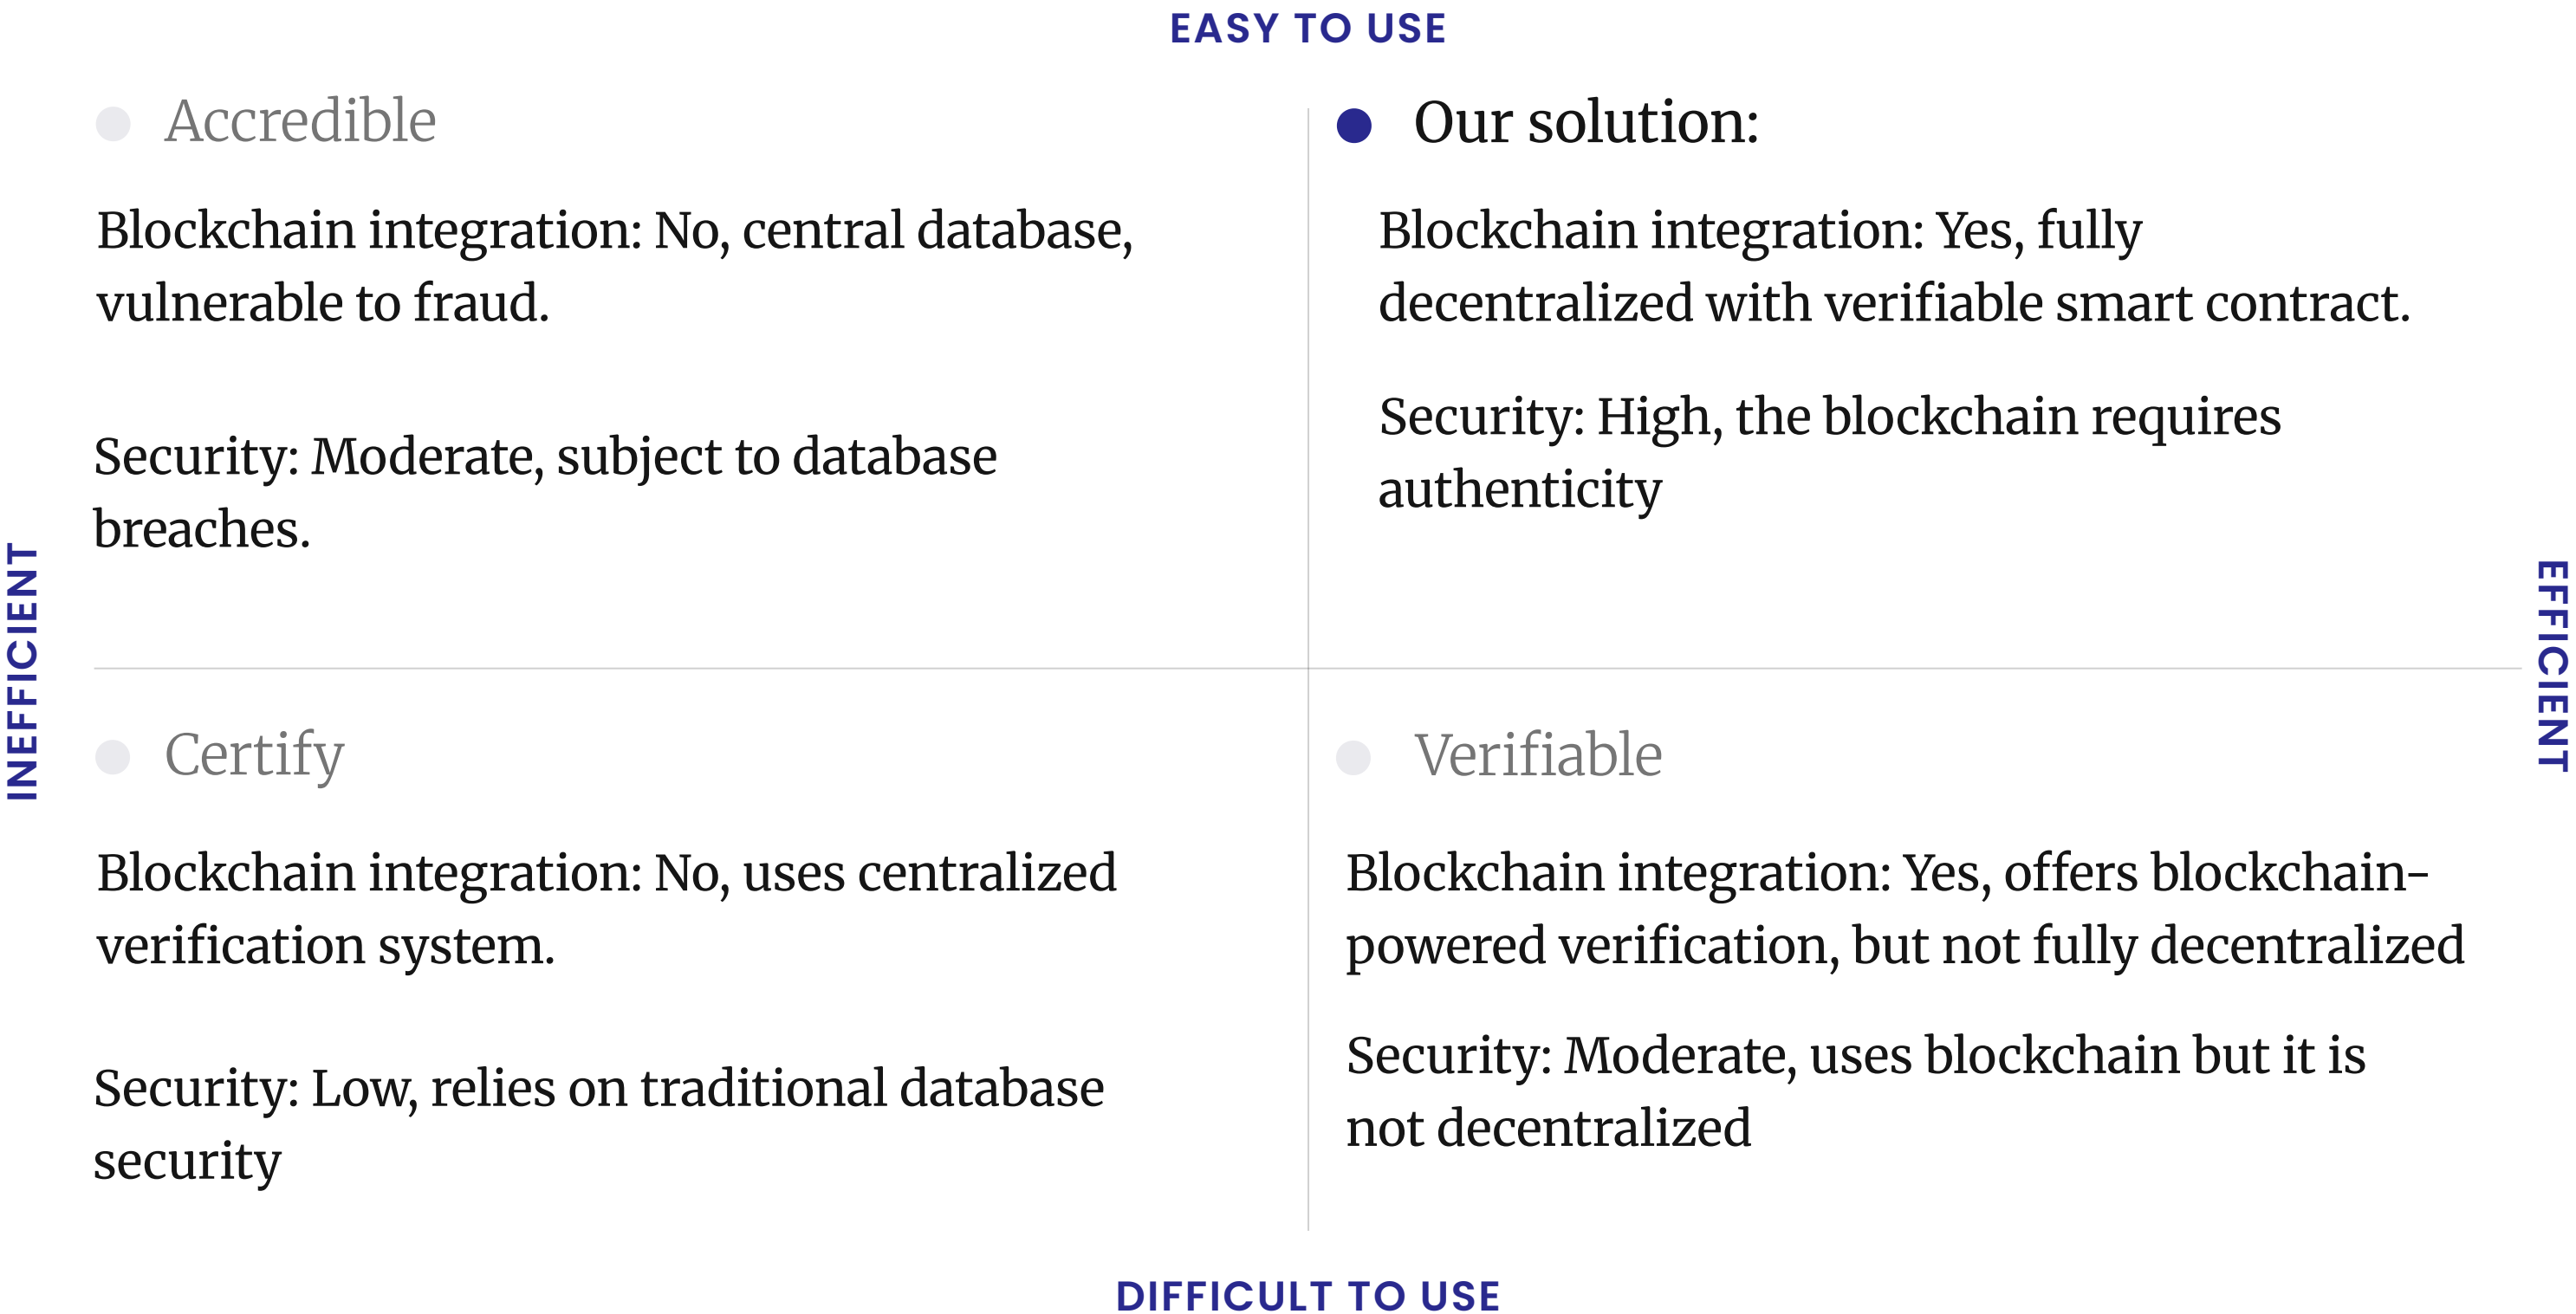 EASY TO USE
Accredible
Blockchain integration: No, central database,
vulnerable to fraud.
Security: Moderate, subject to database
breaches.
Our solution:
Blockchain integration: Yes, fully
decentralized with verifiable smart contract.
Security: High, the blockchain requires
authenticity
INEFFICIENT
EFFICIENT
Certify
Blockchain integration: No, uses centralized
verification system.
Security: Low, relies on traditional database
security
Verifiable
Blockchain integration: Yes, offers blockchain-
powered verification, but not fully decentralized
Security: Moderate, uses blockchain but it is
not decentralized
DIFFICULT TO USE